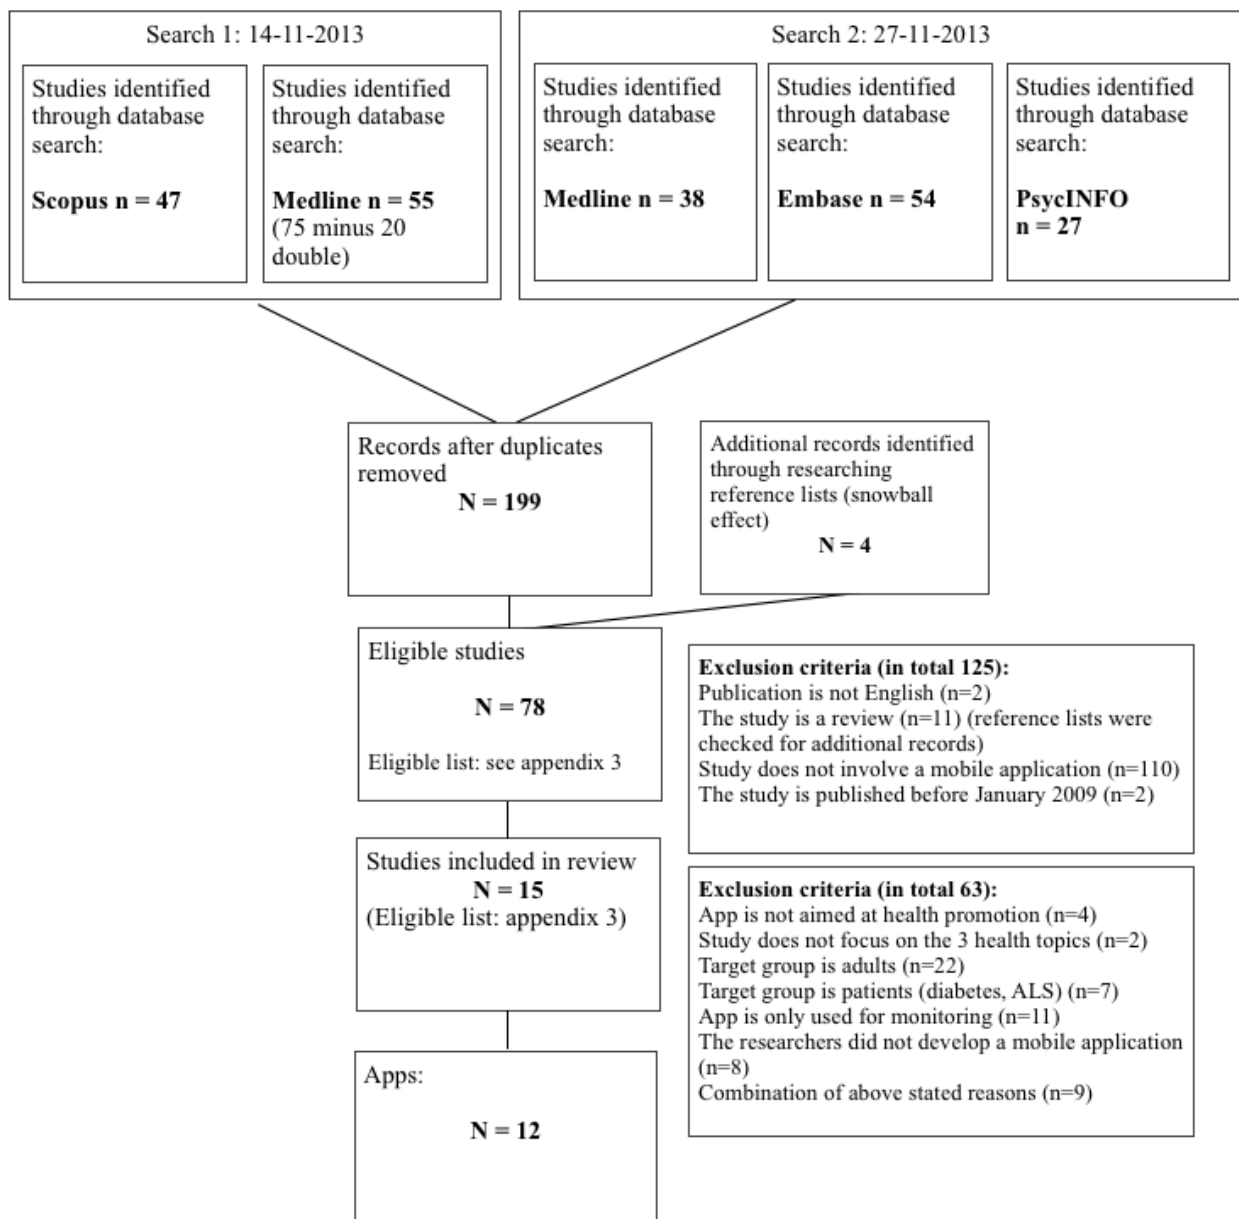 Search 1: 14-11-2013
Studies identified
through database
search:
Scopus n = 47
Studies identified
through database
search:
Medline n = 55
(75 minus 20
double)
Search 2: 27-11-2013
Studies identified
through database
search:
Medline n = 38
Studies identified
through database
search:
Embase n = 54
Studies identified
through database
search:
PsycINFO
n = 27
Records after duplicates
removed
N = 199
Additional records identified
through researching
reference lists (snowball
effect)
N = 4
Eligible studies
N = 78
Eligible list: see appendix 3
Exclusion criteria (in total 125):
Publication is not English (n=2)
The study is a review (n=11) (reference lists were
checked for additional records)
Study does not involve a mobile application (n=110)
The study is published before January 2009 (n=2)
Studies included in review
N = 15
(Eligible list: appendix 3)
Exclusion criteria (in total 63):
App is not aimed at health promotion (n=4)
Study does not focus on the 3 health topics (n=2)
Target group is adults (n=22)
Target group is patients (diabetes, ALS) (n=7)
App is only used for monitoring (n=11)
The researchers did not develop a mobile application
(n=8)
Combination of above stated reasons (n=9)
Apps:
N = 12